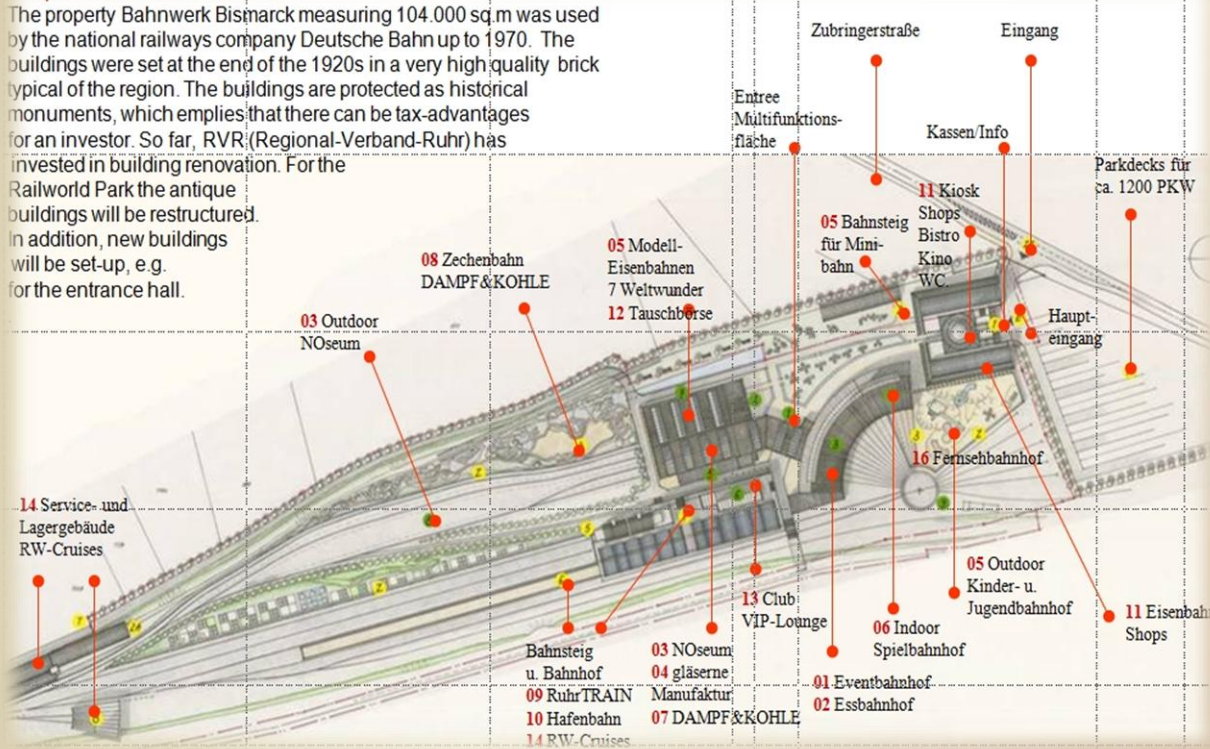 The property Bahnwerk Bismarck measuring 104.000 sq.m was used
by the national railways company Deutsche Bahn up to 1970. The
buildings were set at the end of the 1920s in a very high quality brick
typical of the region. The buildings are protected as historical
monuments, which emplies that there can be tax-advantages
for an investor. So far, RVR (Regional-Verband-Ruhr) has
invested in building renovation. For the
Railworld Park the antique
buildings will be restructured.
In addition, new buildings
will be set-up, e.g.
for the entrance hall.
Zubringerstraße
Eingang
Entree
Multifunktions-
fläche
Kassen/Info
Parkdecks für
ca. 1200 PKW
11 Kiosk
Shops
Bistro
Kino
WC.
05 Bahnsteig
für Mini-
bahn
05 Modell-
Eisenbahnen
7 Weltwunder
12 Tauschbörse
08 Zechenbahn
DAMPF&KOHLE
03 Outdoor
NOseum
Haupt-
eingang
16 Fernsehbahnhof
14 Service- und
Lagergebäude
RW-Cruises
05 Outdoor
Kinder- u.
Jugendbahnhof
13 Club
VIP-Lounge
11 Eisenbah
Shops
06 Indoor
Spielbahnhof
Bahnsteig
u. Bahnhof
09 RuhrTRAIN
10 Hafenbahn
14 RW-Cruises
03 NOseum
04 gläserne
Manufaktur
07 DAMPF&KOHLE
01 Eventbahnhof
02 Essbahnhof